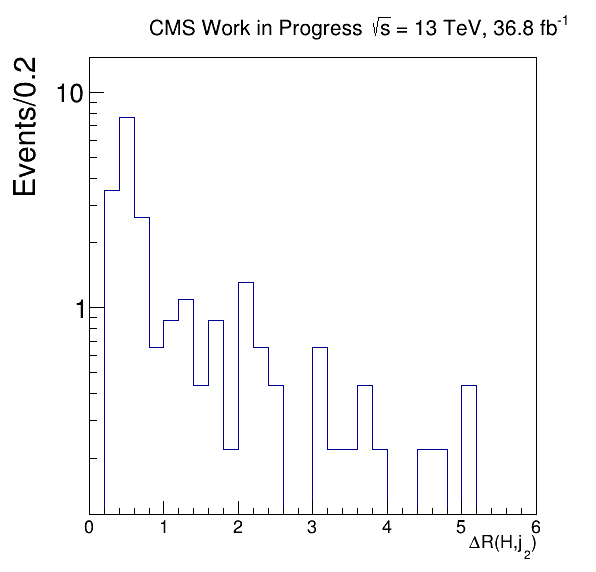 CMS Work in Progress √s = 13 TeV, 36.8 fb⁻¹
Events/0.2
10
1
0 1 2 3 4 5 6
ΔR(H,j₂)